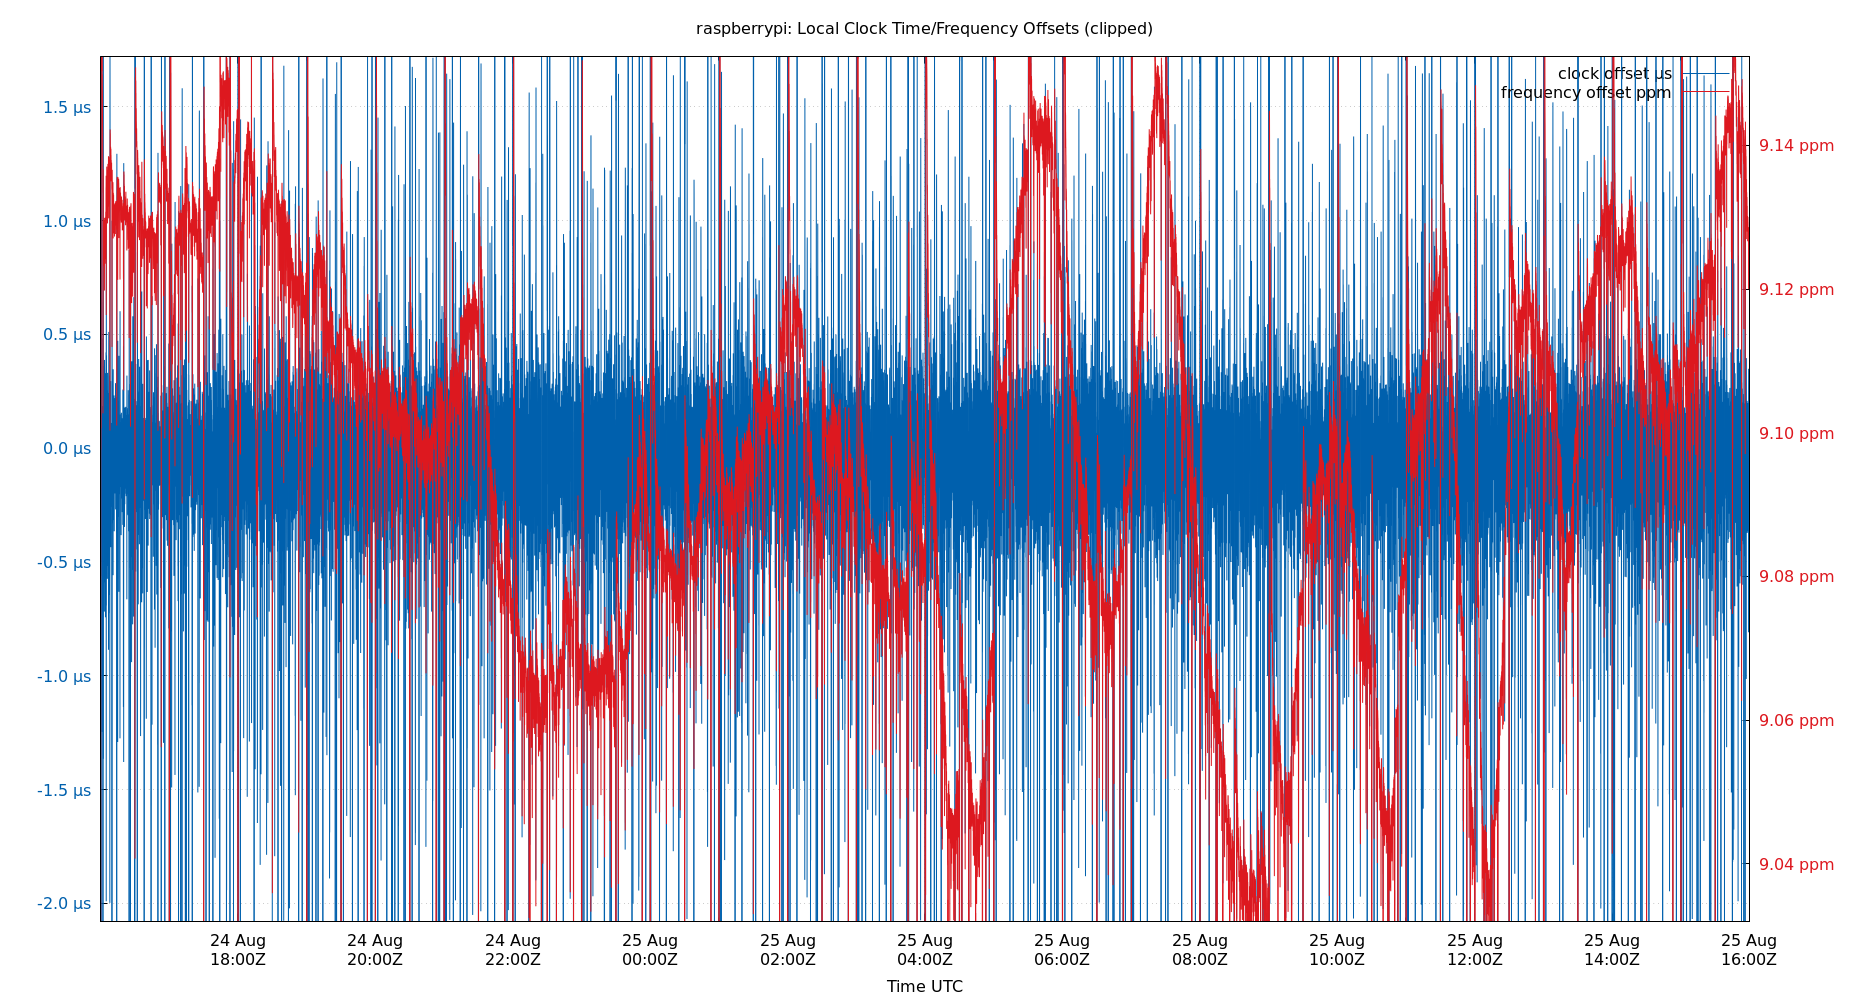 raspberrypi: Local Clock Time/Frequency Offsets (clipped)
clock offset µs
frequency offset ppm
1.5 µs
1.0 µs
0.5 µs
0.0 µs
-0.5 µs
-1.0 µs
-1.5 µs
-2.0 µs
9.14 ppm
9.12 ppm
9.10 ppm
9.08 ppm
9.06 ppm
9.04 ppm
24 Aug 24 Aug 24 Aug 25 Aug 25 Aug 25 Aug 25 Aug 25 Aug 25 Aug 25 Aug 25 Aug 25 Aug
18:00Z 20:00Z 22:00Z 00:00Z 02:00Z 04:00Z 06:00Z 08:00Z 10:00Z 12:00Z 14:00Z 16:00Z
Time UTC